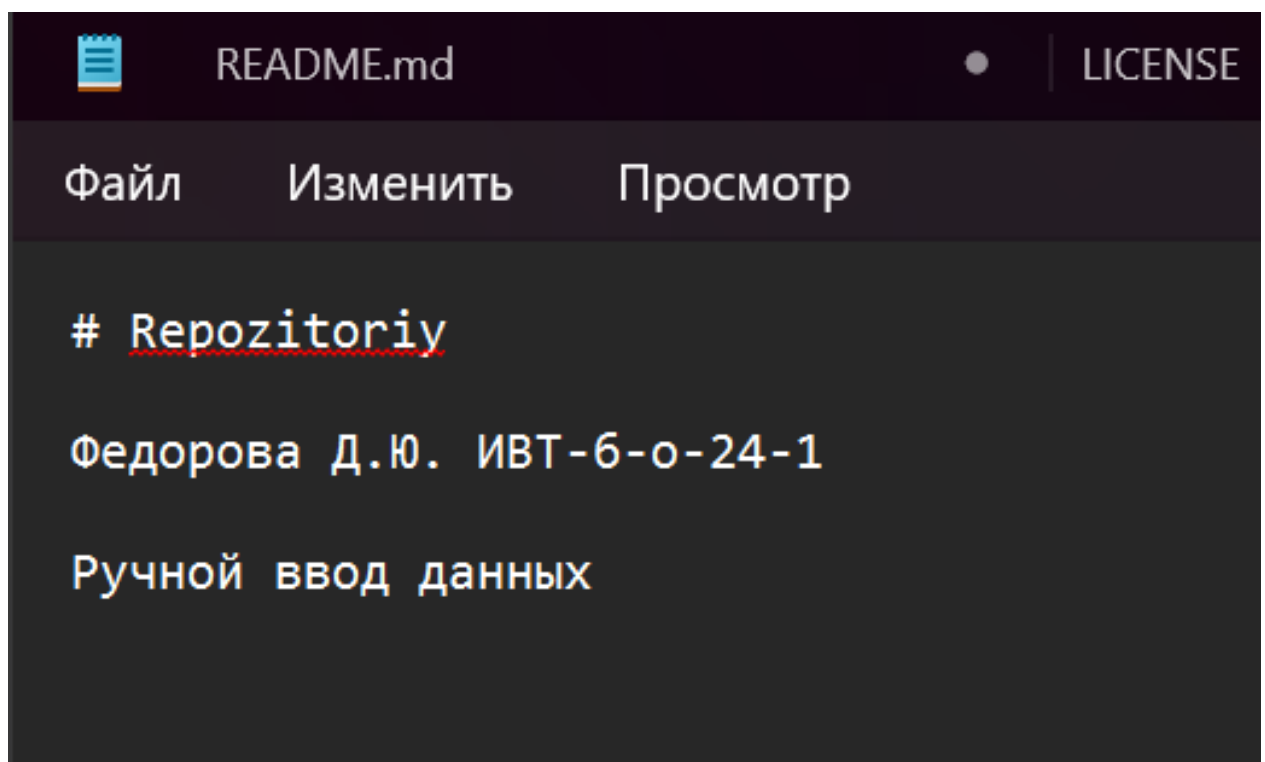 README.md LICENSE
Файл Изменить Просмотр
# Repozitoriy
Федорова Д.Ю. ИВТ-б-о-24-1
Ручной ввод данных